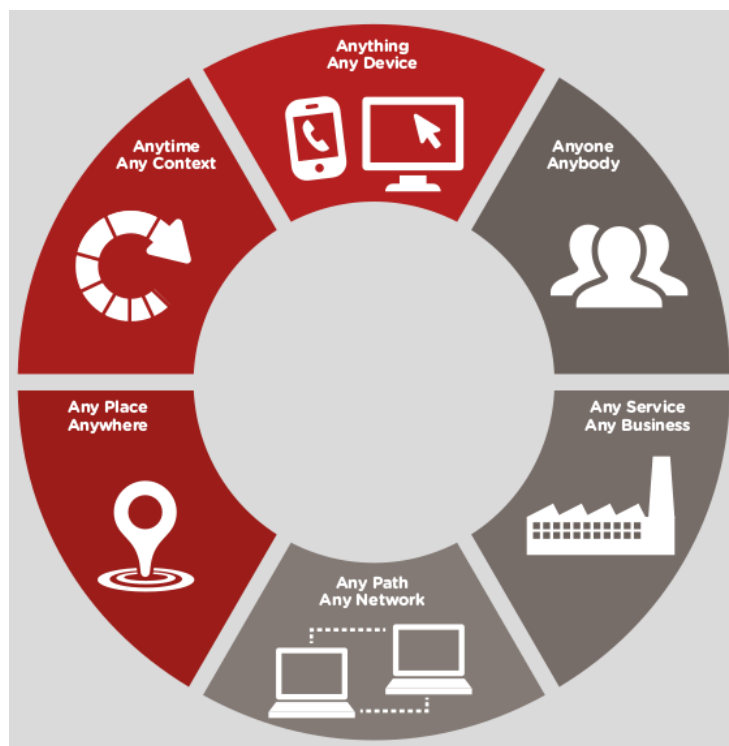 Anything
Any Device
Anyone
Anybody
Any Service
Any Business
Any Path
Any Network
Any Place
Anywhere
Anytime
Any Context